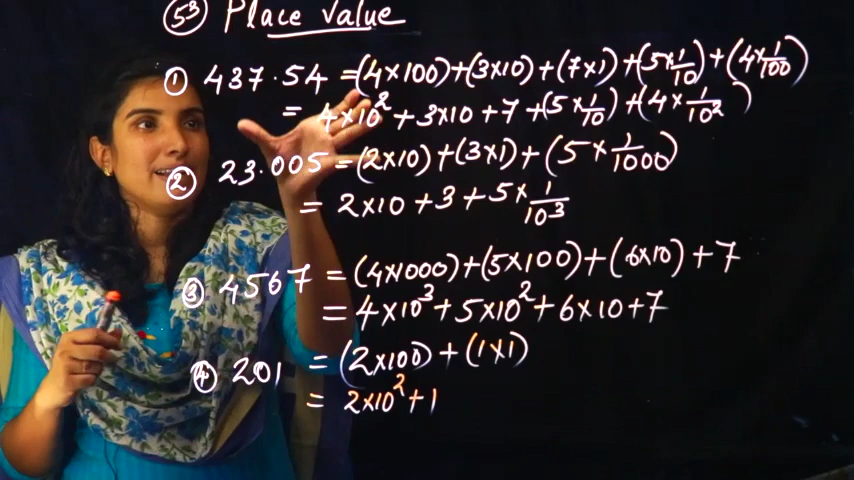 53 Place value
① 437.54 = (4×100)+(3×10)+(7×1)+(5×1/10)+(4×1/100)
= 4×10² + 3×10 + 7 + (5×1/10) + (4×1/10²)
② 23.005 = (2×10)+(3×1)+(5×1/1000)
= 2×10 + 3 + 5×1/10³
③ 4567 = (4×1000)+(5×100)+(6×10)+7
= 4×10³ + 5×10² + 6×10 + 7
④ 201 = (2×100)+(1×1)
= 2×10² + 1